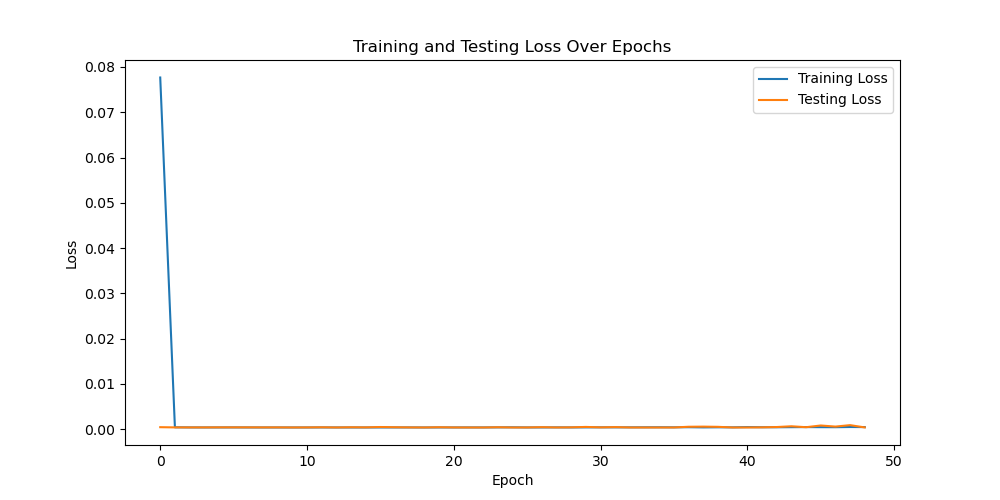 Training and Testing Loss Over Epochs
0.08
0.07
0.06
0.05
0.04
0.03
0.02
0.01
0.00
Loss
Training Loss
Testing Loss
0 10 20 30 40 50
Epoch